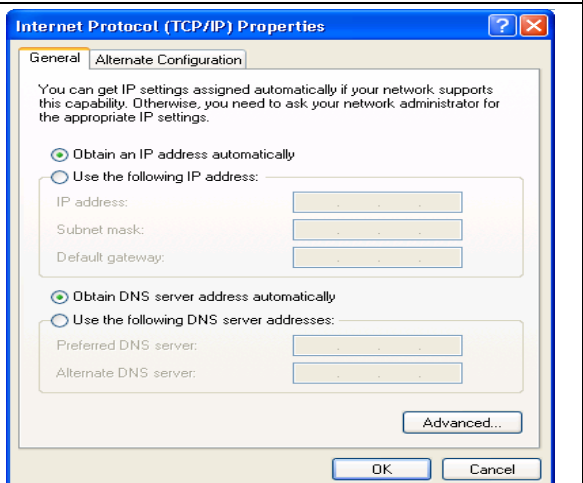 Internet Protocol (TCP/IP) Properties
General
Alternate Configuration
You can get IP settings assigned automatically if your network supports
this capability. Otherwise, you need to ask your network administrator for
the appropriate IP settings.
Obtain an IP address automatically
Use the following IP address:
IP address:
Subnet mask:
Default gateway:
Obtain DNS server address automatically
Use the following DNS server addresses:
Preferred DNS server:
Alternate DNS server:
Advanced...
OK
Cancel